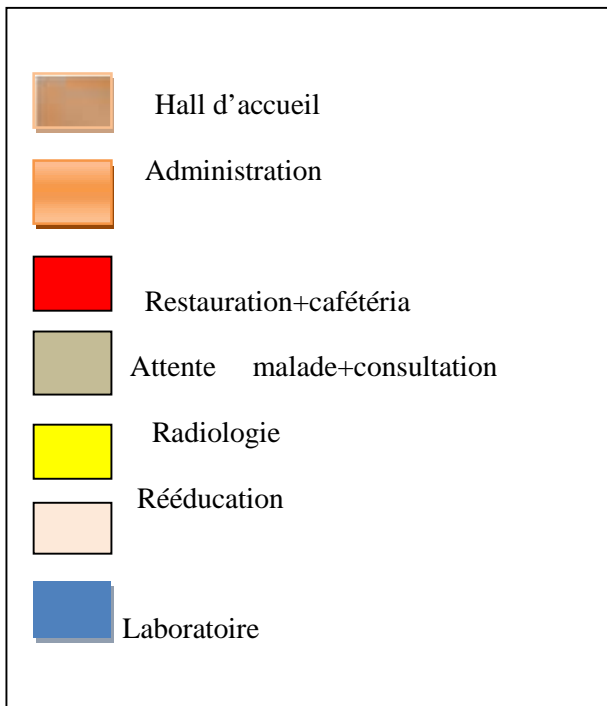 Hall d’accueil
Administration
Restauration+cafétéria
Attente malade+consultation
Radiologie
Rééducation
Laboratoire